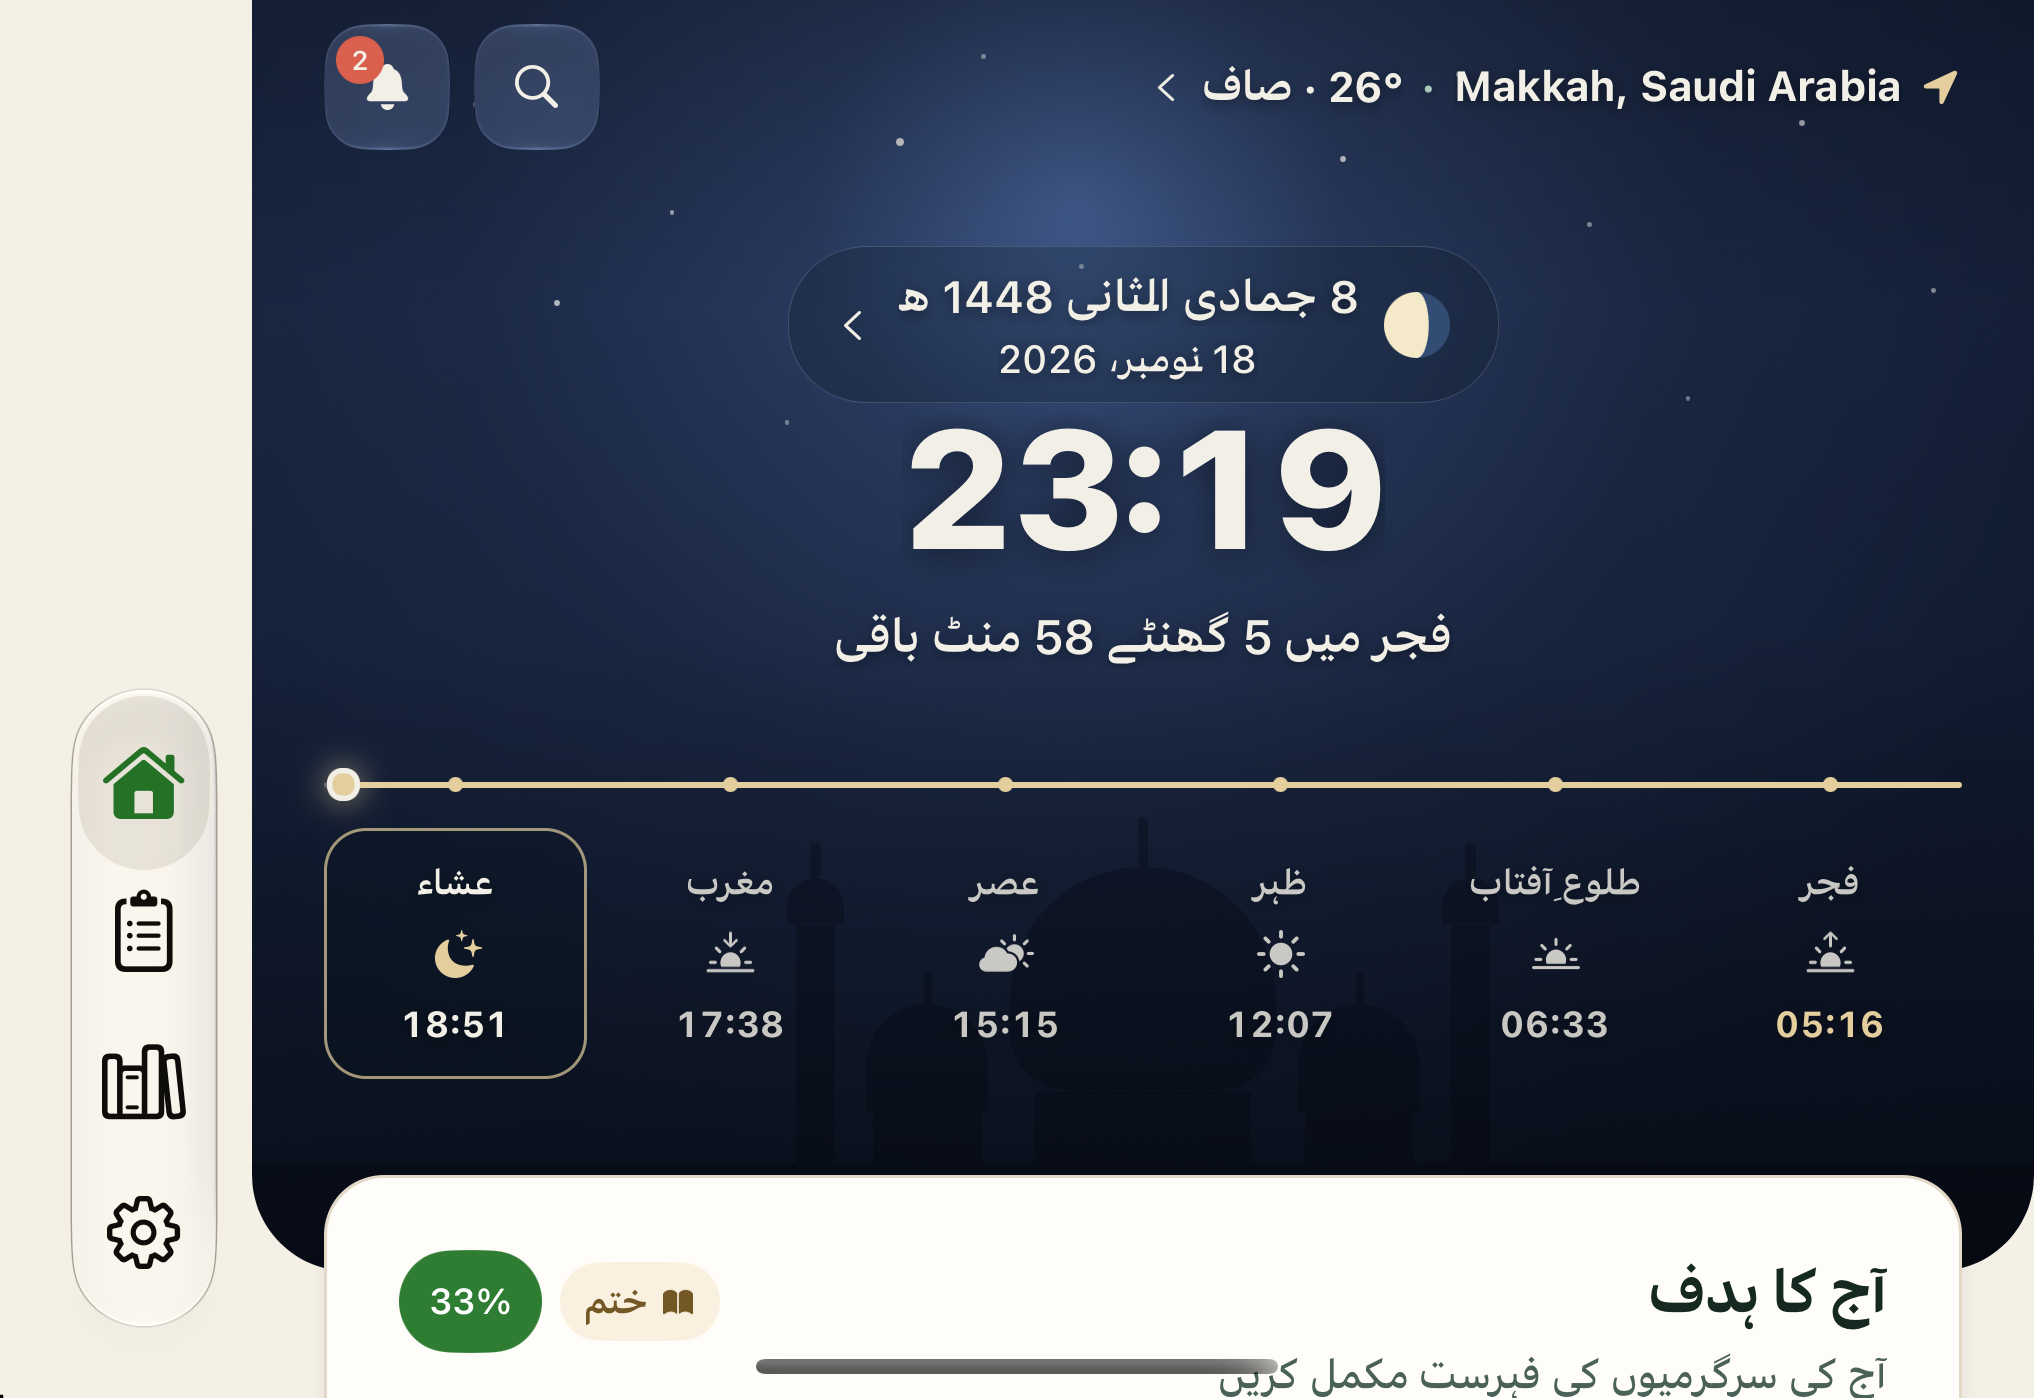 Makkah, Saudi Arabia · 26° · صاف
2
8 جمادی الثانی 1448 ھ
18 نومبر، 2026
23:19
فجر میں 5 گھنٹے 58 منٹ باقی
فجر
05:16
طلوعِ آفتاب
06:33
ظہر
12:07
عصر
15:15
مغرب
17:38
عشاء
18:51
آج کا ہدف
ختم
33%
آج کی سرگرمیوں کی فہرست مکمل کریں